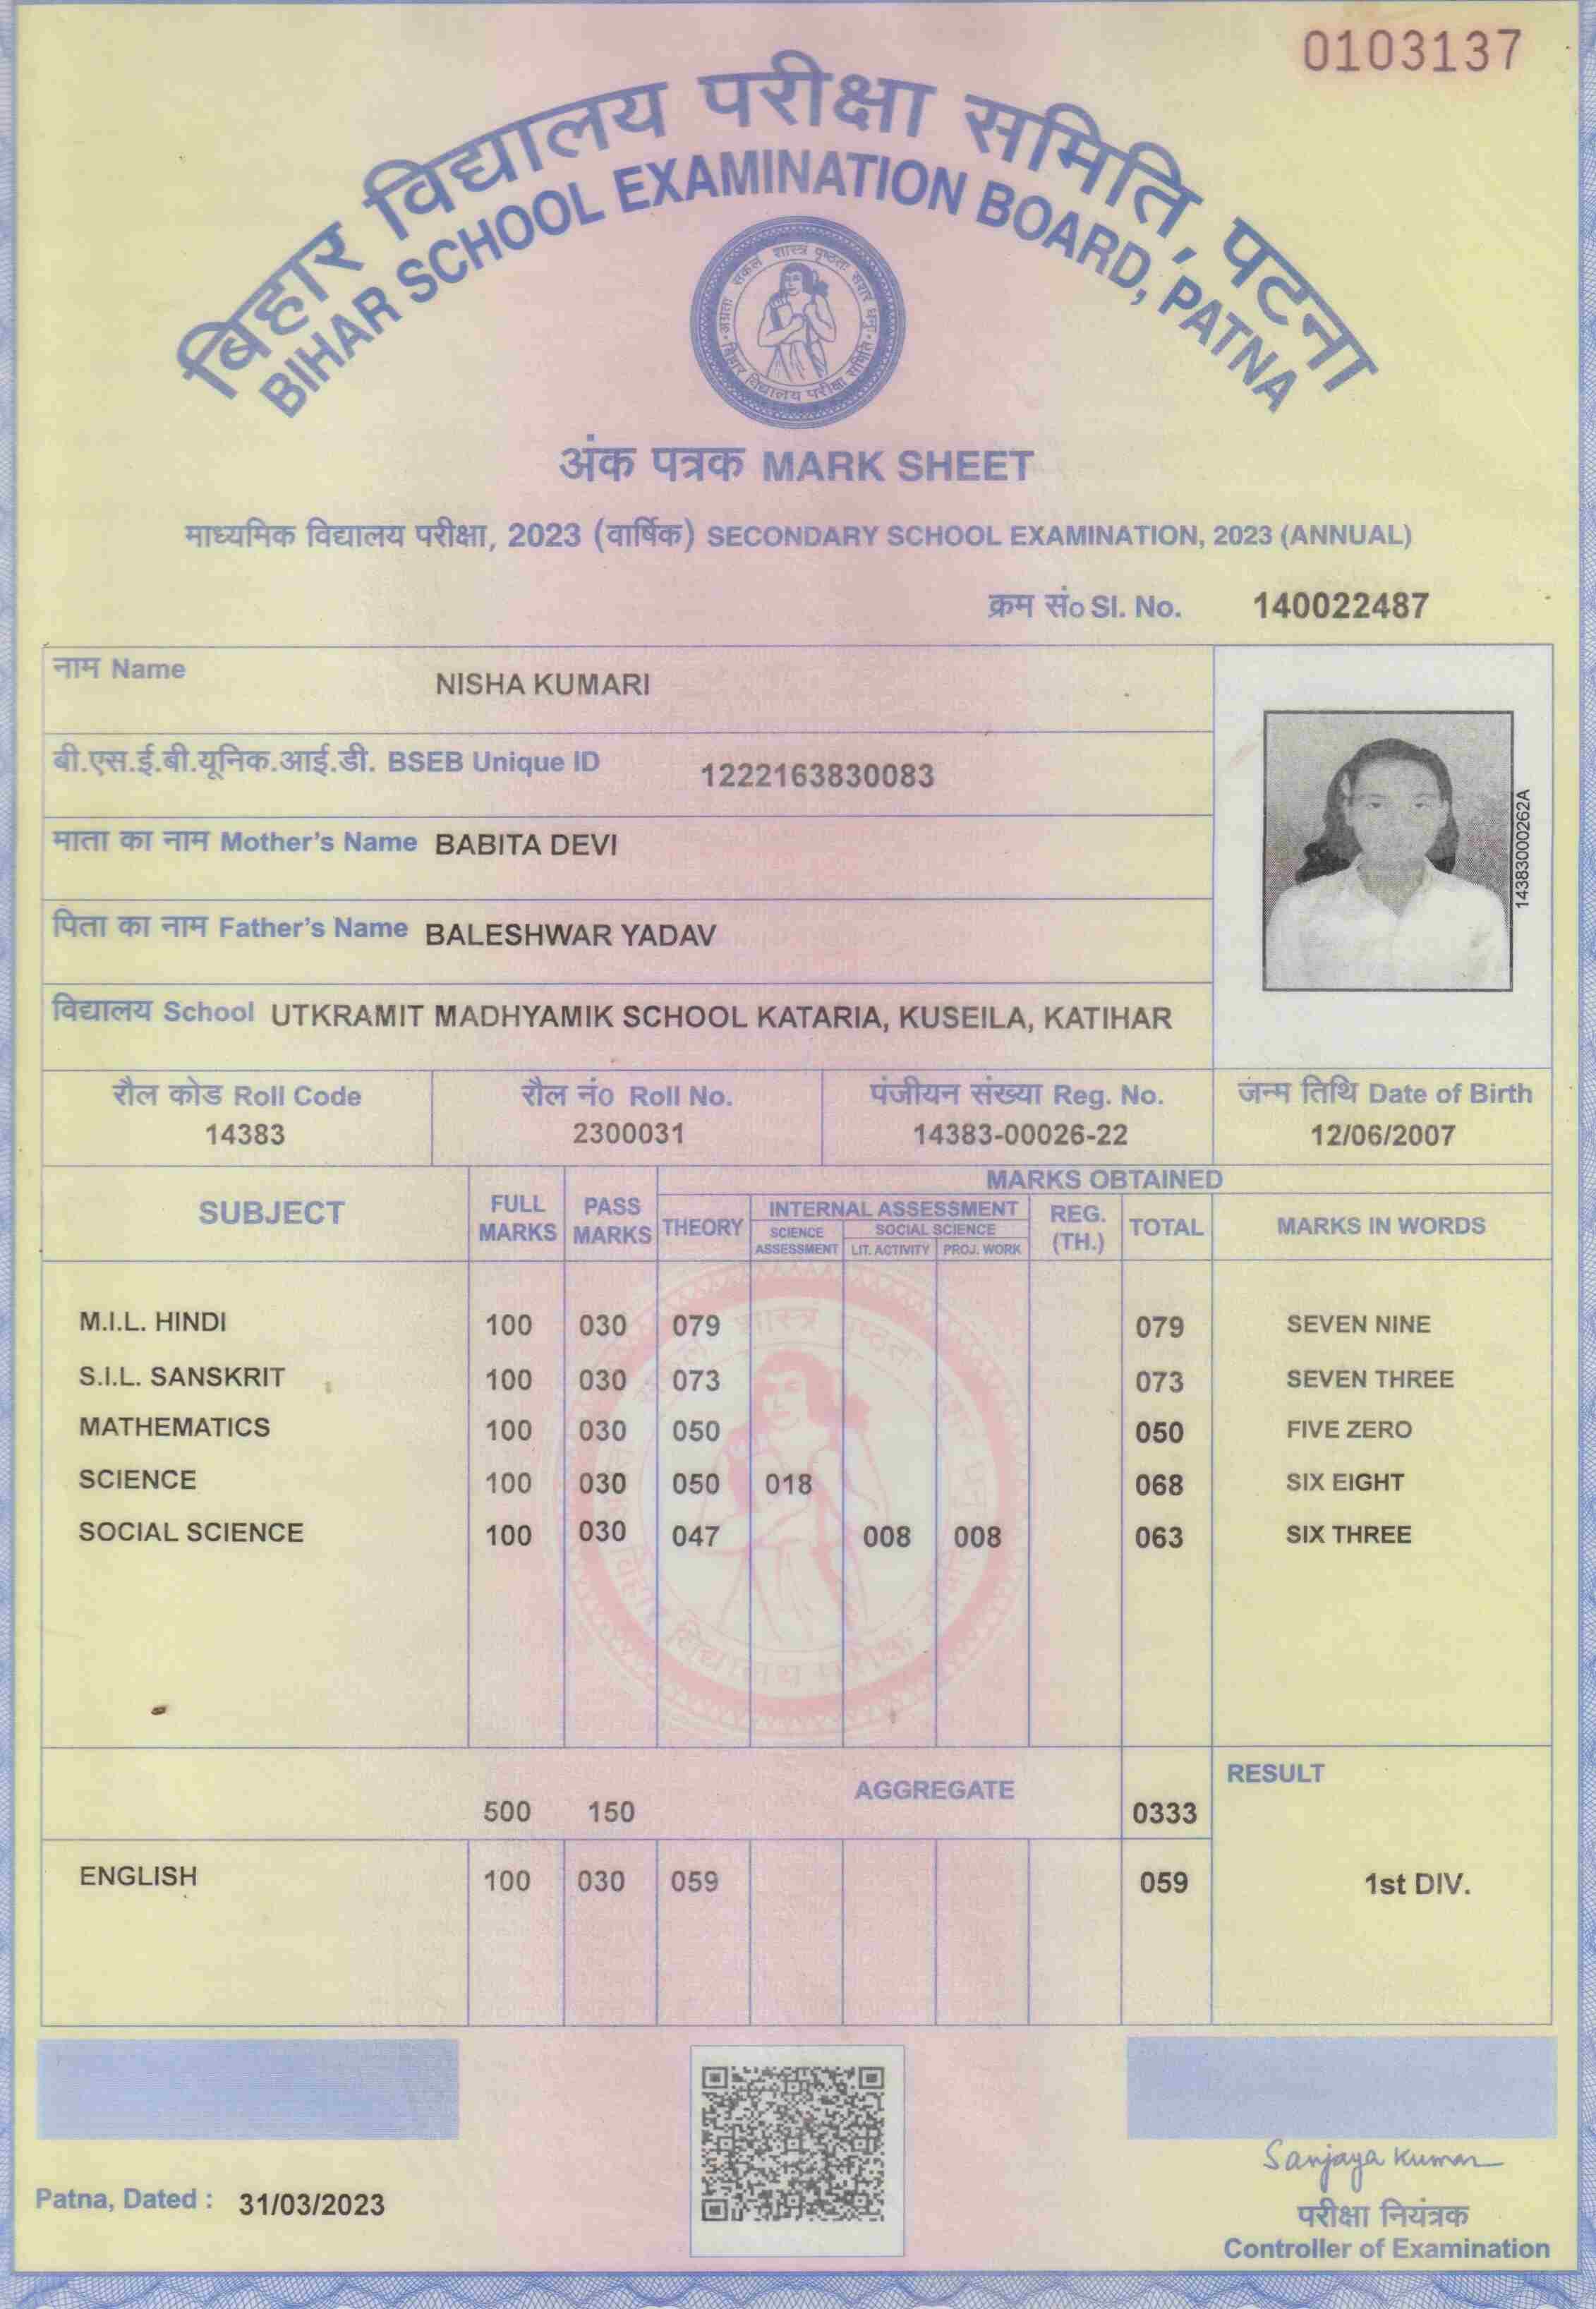 0103137
बिहार विद्यालय परीक्षा समिति, पटना
BIHAR SCHOOL EXAMINATION BOARD, PATNA
अंक पत्रक MARK SHEET
माध्यमिक विद्यालय परीक्षा, 2023 (वार्षिक) SECONDARY SCHOOL EXAMINATION, 2023 (ANNUAL)
क्रम सं० Sl. No. 140022487
नाम Name NISHA KUMARI
बी.एस.ई.बी.यूनिक.आई.डी. BSEB Unique ID 1222163830083
माता का नाम Mother's Name BABITA DEVI
14383000262A
पिता का नाम Father's Name BALESHWAR YADAV
विद्यालय School UTKRAMIT MADHYAMIK SCHOOL KATARIA, KUSEILA, KATIHAR
रौल कोड Roll Code रौल नं० Roll No. पंजीयन संख्या Reg. No. जन्म तिथि Date of Birth
14383 2300031 14383-00026-22 12/06/2007
SUBJECT FULL MARKS PASS MARKS MARKS OBTAINED
THEORY INTERNAL ASSESSMENT REG. (TH.) TOTAL MARKS IN WORDS
SCIENCE ASSESSMENT SOCIAL SCIENCE
LIT. ACTIVITY PROJ. WORK
M.I.L. HINDI 100 030 079 079 SEVEN NINE
S.I.L. SANSKRIT 100 030 073 073 SEVEN THREE
MATHEMATICS 100 030 050 050 FIVE ZERO
SCIENCE 100 030 050 018 068 SIX EIGHT
SOCIAL SCIENCE 100 030 047 008 008 063 SIX THREE
500 150 AGGREGATE 0333 RESULT
ENGLISH 100 030 059 059 1st DIV.
Sanjaya Kumar
Patna, Dated : 31/03/2023
परीक्षा नियंत्रक
Controller of Examination